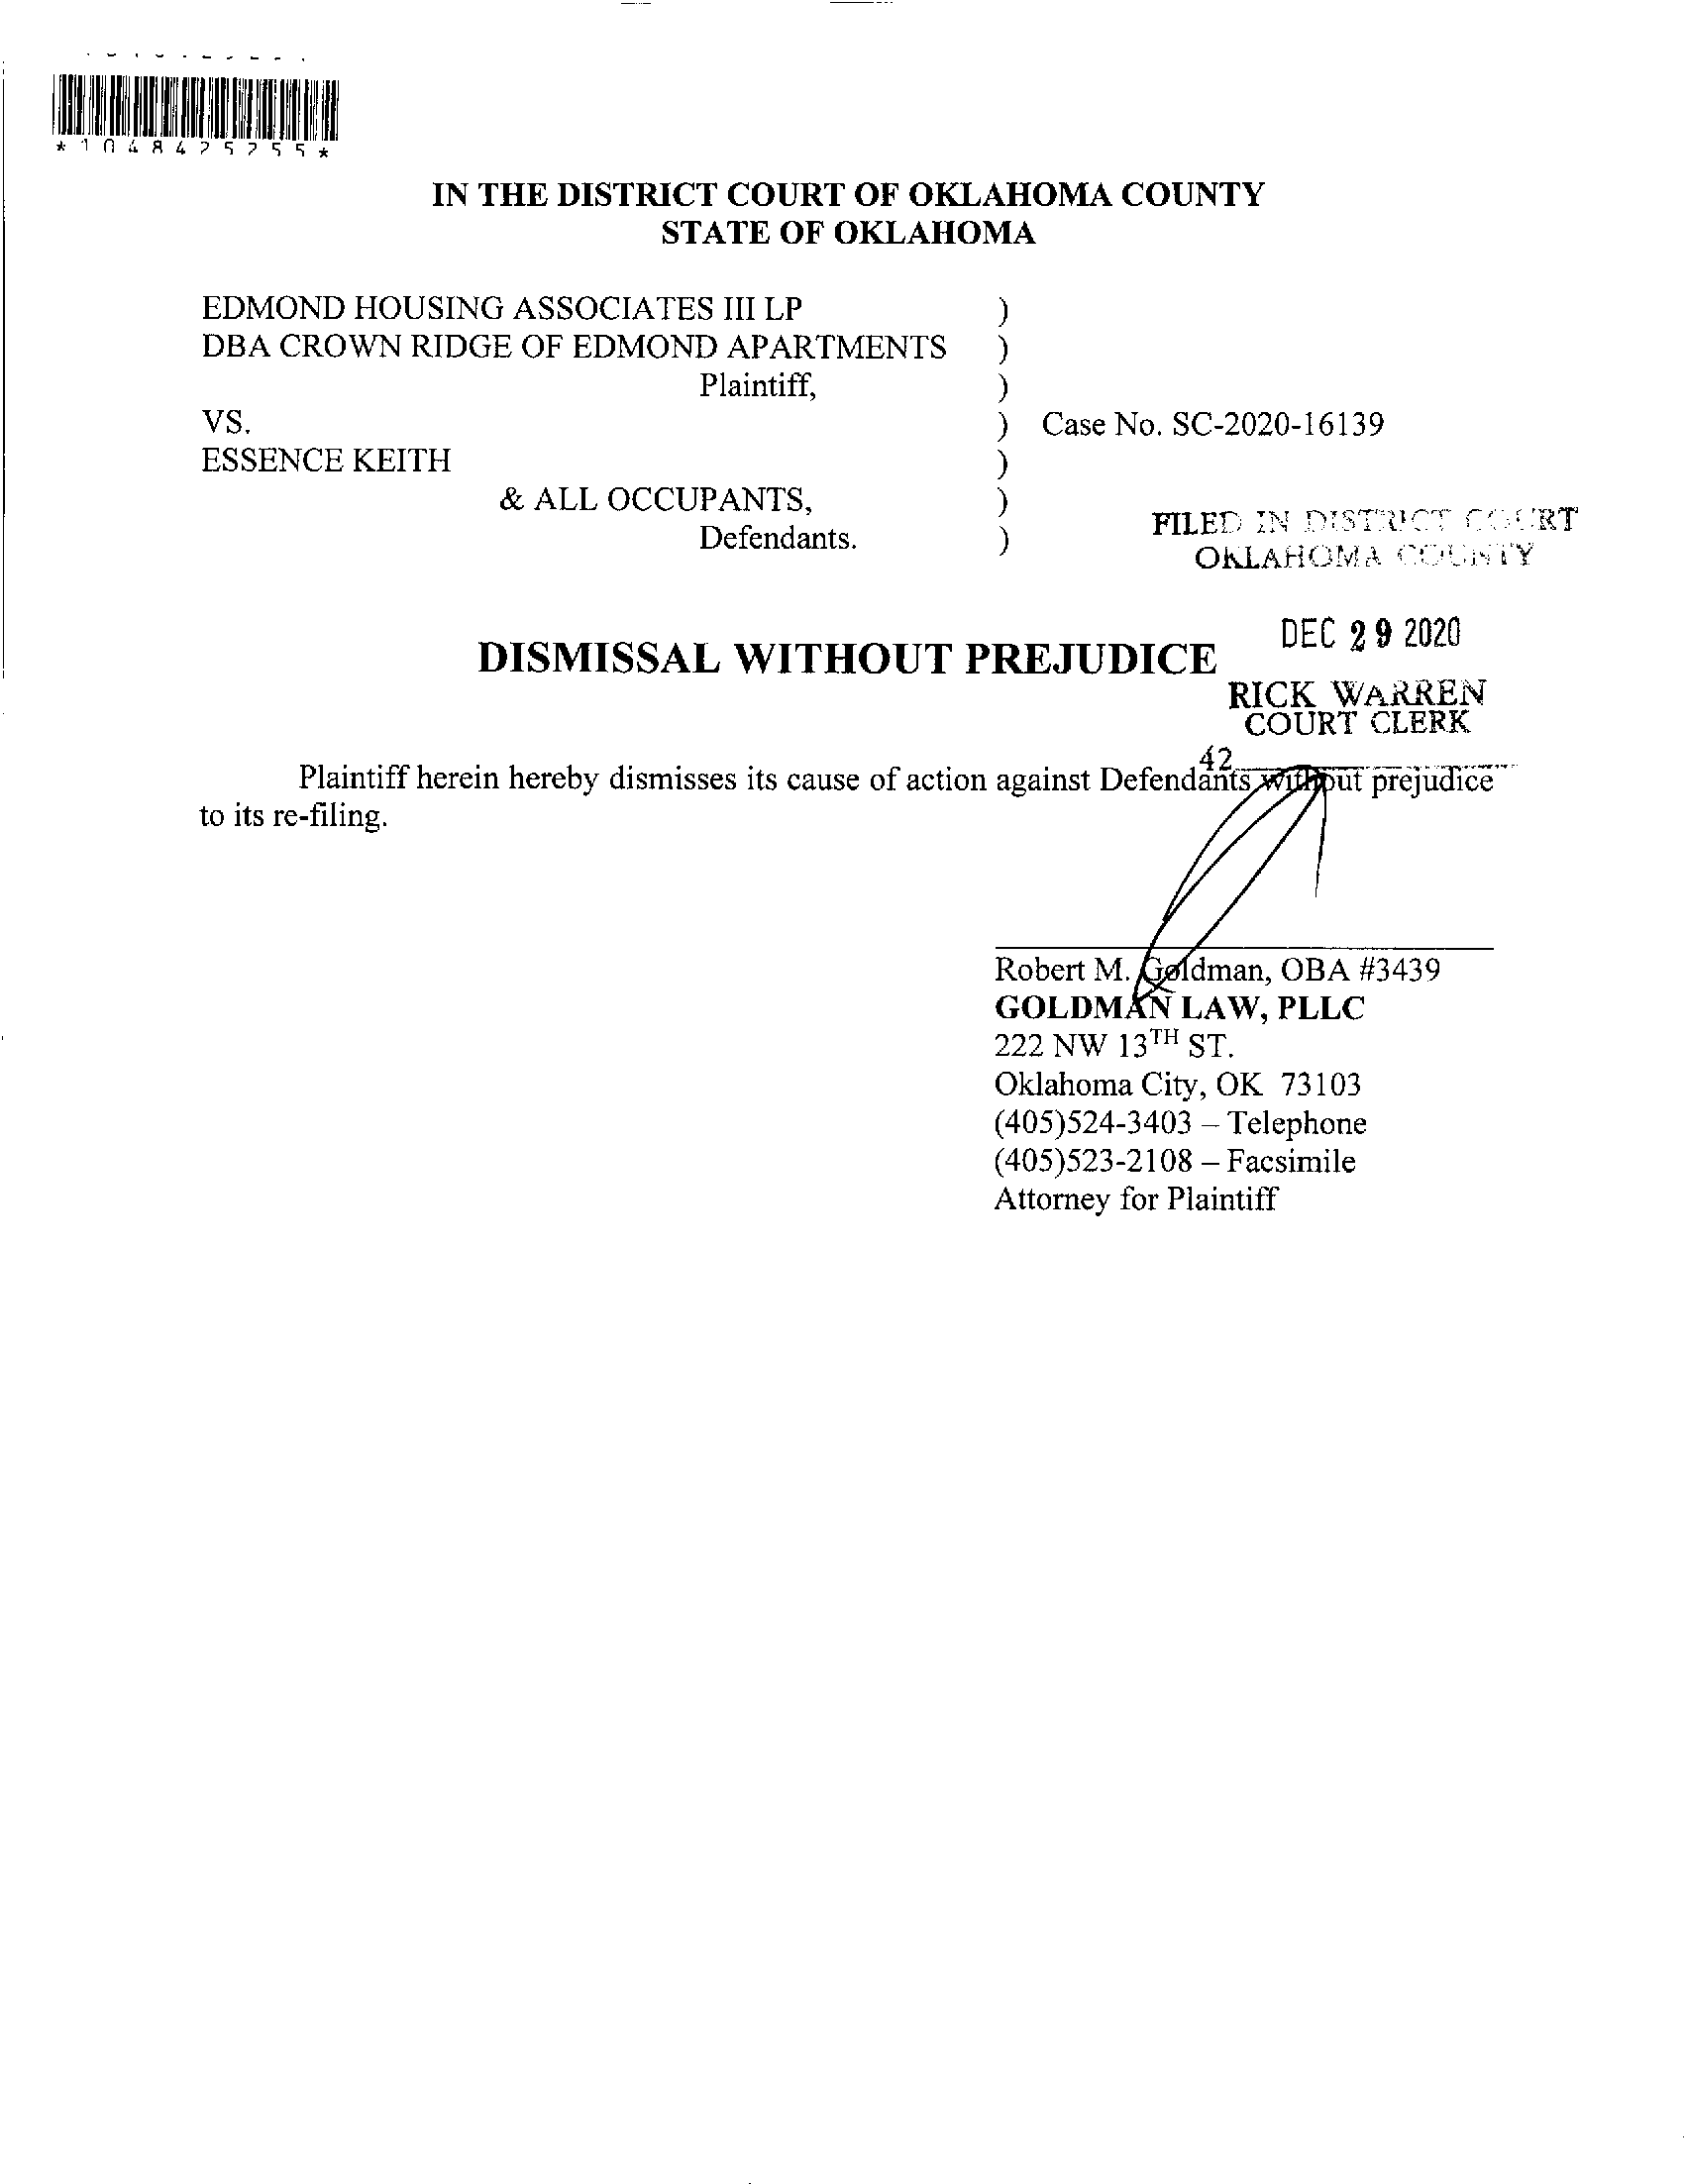 *1048425255*
IN THE DISTRICT COURT OF OKLAHOMA COUNTY
STATE OF OKLAHOMA
EDMOND HOUSING ASSOCIATES III LP )
DBA CROWN RIDGE OF EDMOND APARTMENTS )
Plaintiff, )
VS. ) Case No. SC-2020-16139
ESSENCE KEITH )
& ALL OCCUPANTS, )
Defendants. )
FILED IN DISTRICT COURT
OKLAHOMA COUNTY
DEC 29 2020
DISMISSAL WITHOUT PREJUDICE
RICK WARREN
COURT CLERK
42
Plaintiff herein hereby dismisses its cause of action against Defendants without prejudice
to its re-filing.
Robert M. Goldman, OBA #3439
GOLDMAN LAW, PLLC
222 NW 13TH ST.
Oklahoma City, OK 73103
(405)524-3403 – Telephone
(405)523-2108 – Facsimile
Attorney for Plaintiff